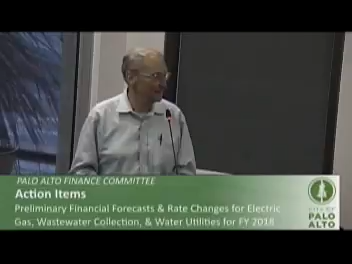 PALO ALTO FINANCE COMMITTEE
Action Items
Preliminary Financial Forecasts & Rate Changes for Electric
Gas, Wastewater Collection, & Water Utilities for FY 2018
CITY OF
PALO
ALTO